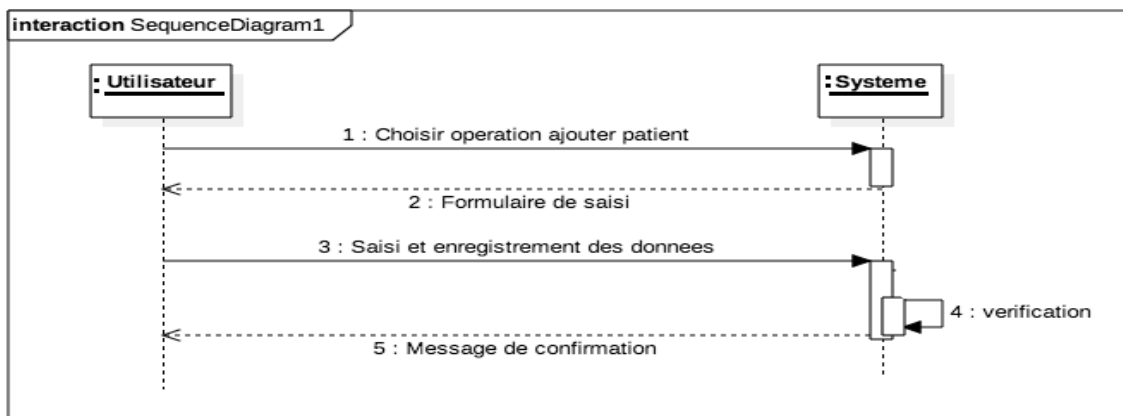 interaction SequenceDiagram1
: Utilisateur
: Systeme
1 : Choisir operation ajouter patient
2 : Formulaire de saisi
3 : Saisi et enregistrement des donnees
4 : verification
5 : Message de confirmation